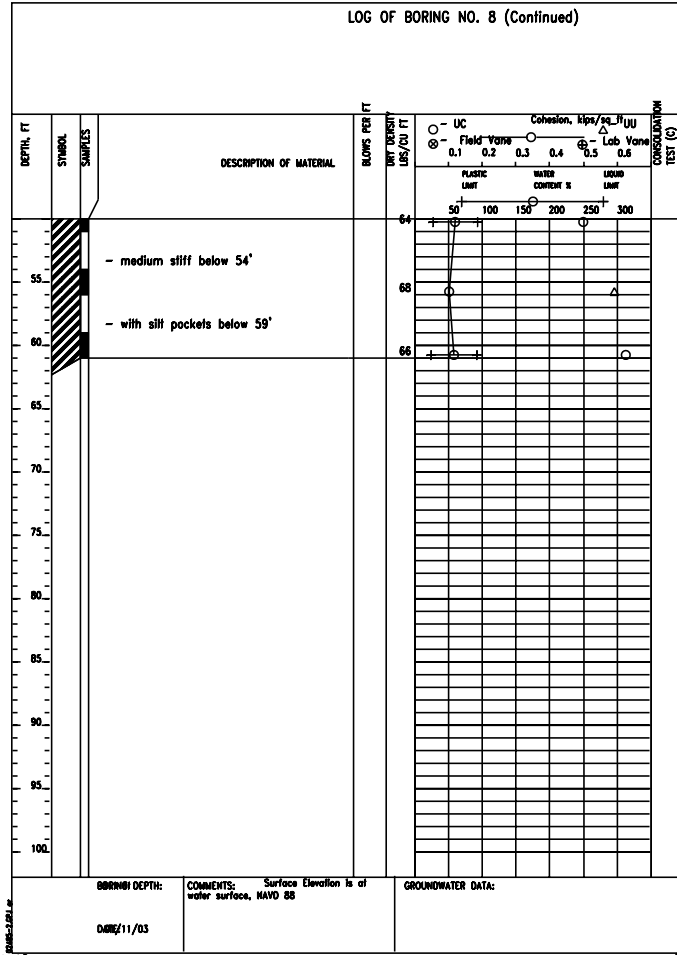 LOG OF BORING NO. 8 (Continued)
DEPTH, FT
SYMBOL
SAMPLES
DESCRIPTION OF MATERIAL
BLOWS PER FT
DRY DENSITY
LBS/CU FT
Cohesion, kips/sq ft
- UC
- UU
- Field Vane
- Lab Vane
0.1 0.2 0.3 0.4 0.5 0.6
PLASTIC LIMIT
WATER CONTENT %
LIQUID LIMIT
50 100 150 200 250 300
CONSOLIDATION
TEST (C)
64
- medium stiff below 54'
55
68
- with silt pockets below 59'
60
66
65
70
75
80
85
90
95
100
DEPTH:
COMMENTS: Surface Elevation is at
water surface, NAVD 88
GROUNDWATER DATA:
/11/03